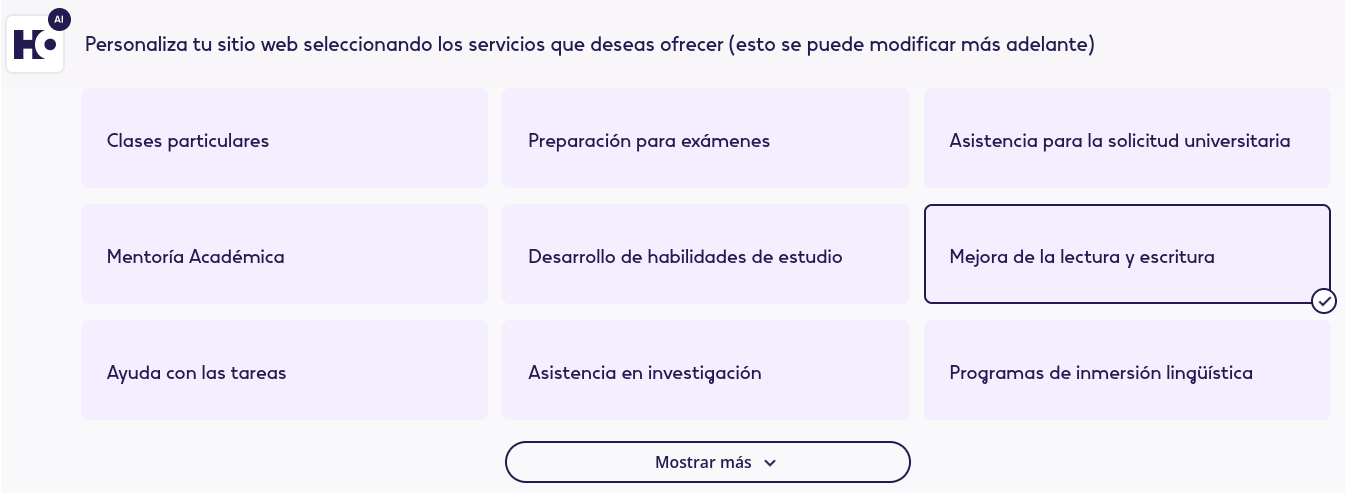 AI
HO
Personaliza tu sitio web seleccionando los servicios que deseas ofrecer (esto se puede modificar más adelante)
Clases particulares
Preparación para exámenes
Asistencia para la solicitud universitaria
Mentoría Académica
Desarrollo de habilidades de estudio
Mejora de la lectura y escritura
Ayuda con las tareas
Asistencia en investigación
Programas de inmersión lingüística
Mostrar más